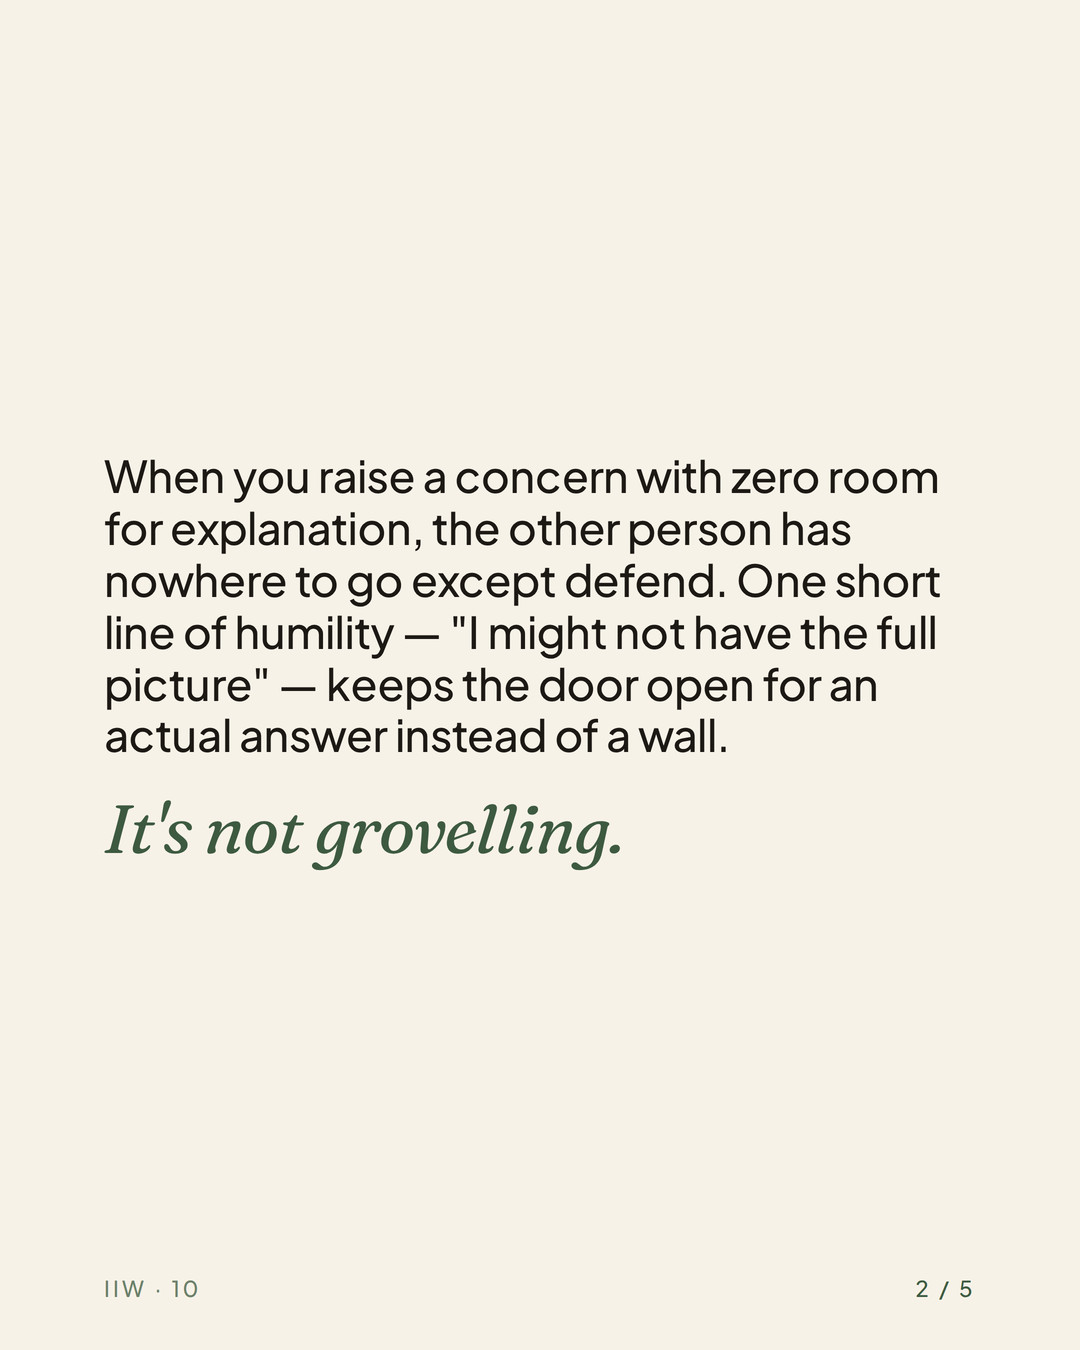 When you raise a concern with zero room
for explanation, the other person has
nowhere to go except defend. One short
line of humility — "I might not have the full
picture" — keeps the door open for an
actual answer instead of a wall.
It's not grovelling.
IIW · 10
2 / 5